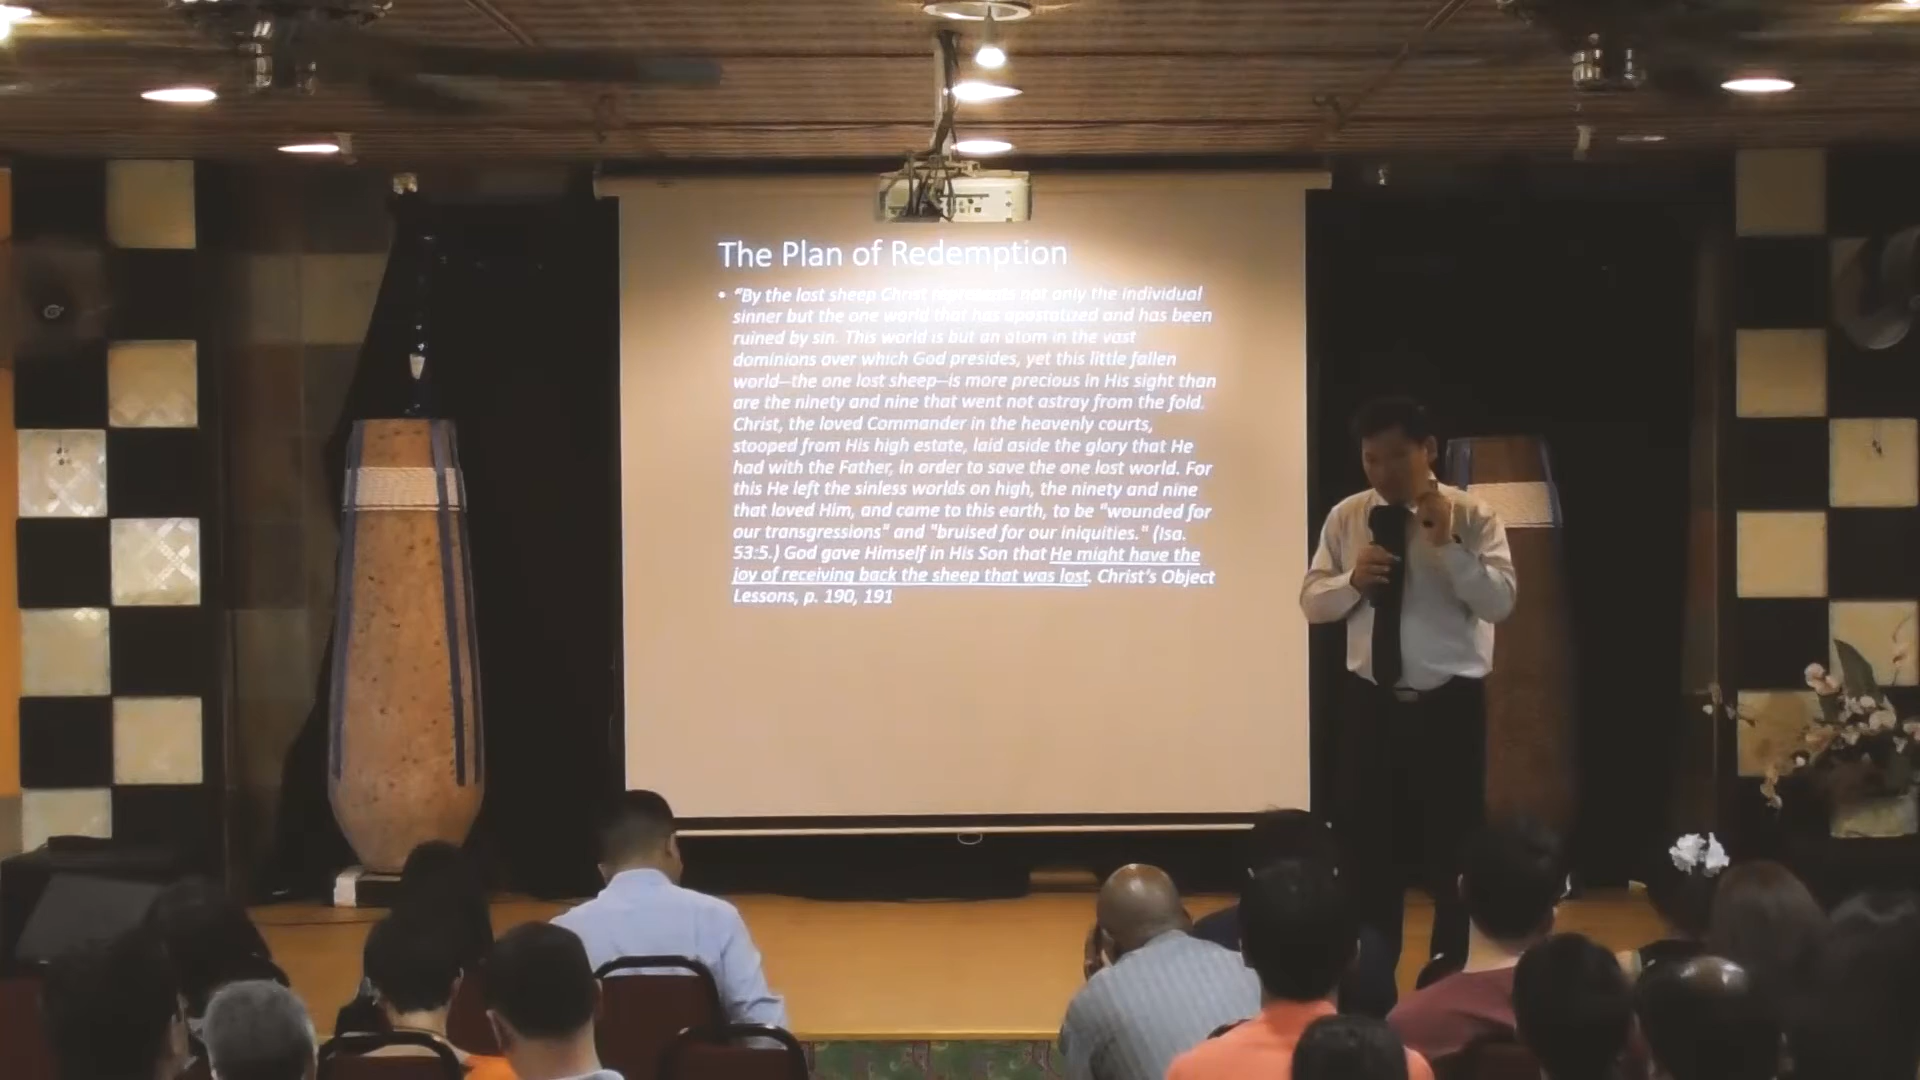 The Plan of Redemption
• "By the lost sheep Christ represents not only the individual
sinner but the one world that has apostatized and has been
ruined by sin. This world is but an atom in the vast
dominions over which God presides, yet this little fallen
world—the one lost sheep—is more precious in His sight than
are the ninety and nine that went not astray from the fold.
Christ, the loved Commander in the heavenly courts,
stooped from His high estate, laid aside the glory that He
had with the Father, in order to save the one lost world. For
this He left the sinless worlds on high, the ninety and nine
that loved Him, and came to this earth, to be "wounded for
our transgressions" and "bruised for our iniquities." (Isa.
53:5.) God gave Himself in His Son that He might have the
joy of receiving back the sheep that was lost. Christ's Object
Lessons, p. 190, 191